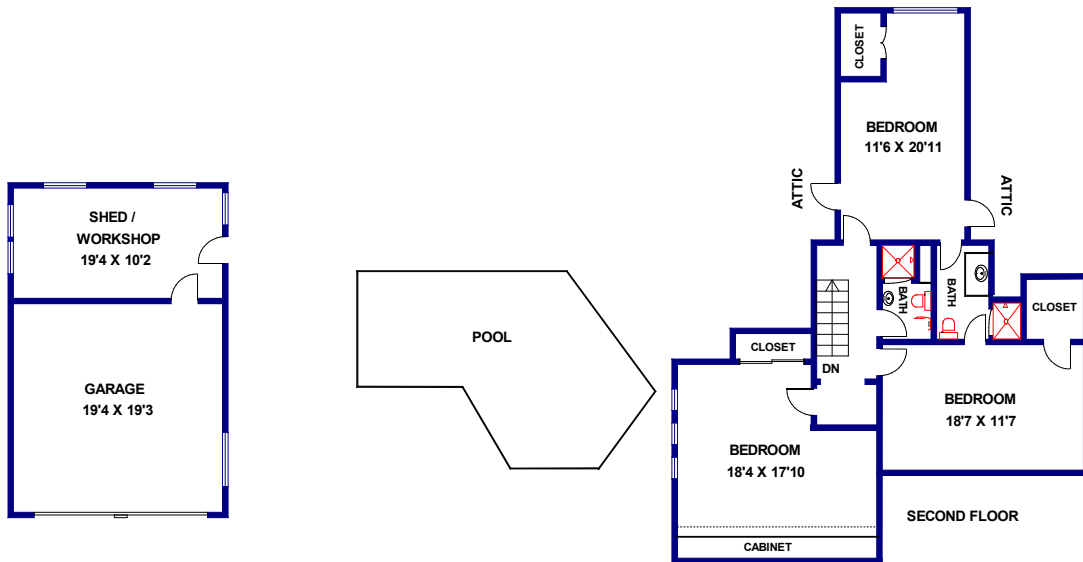 CLOSET
BEDROOM
11'6 X 20'11
ATTIC
ATTIC
SHED /
WORKSHOP
19'4 X 10'2
BATH
BATH
CLOSET
POOL
CLOSET
DN
GARAGE
19'4 X 19'3
BEDROOM
18'7 X 11'7
BEDROOM
18'4 X 17'10
SECOND FLOOR
CABINET